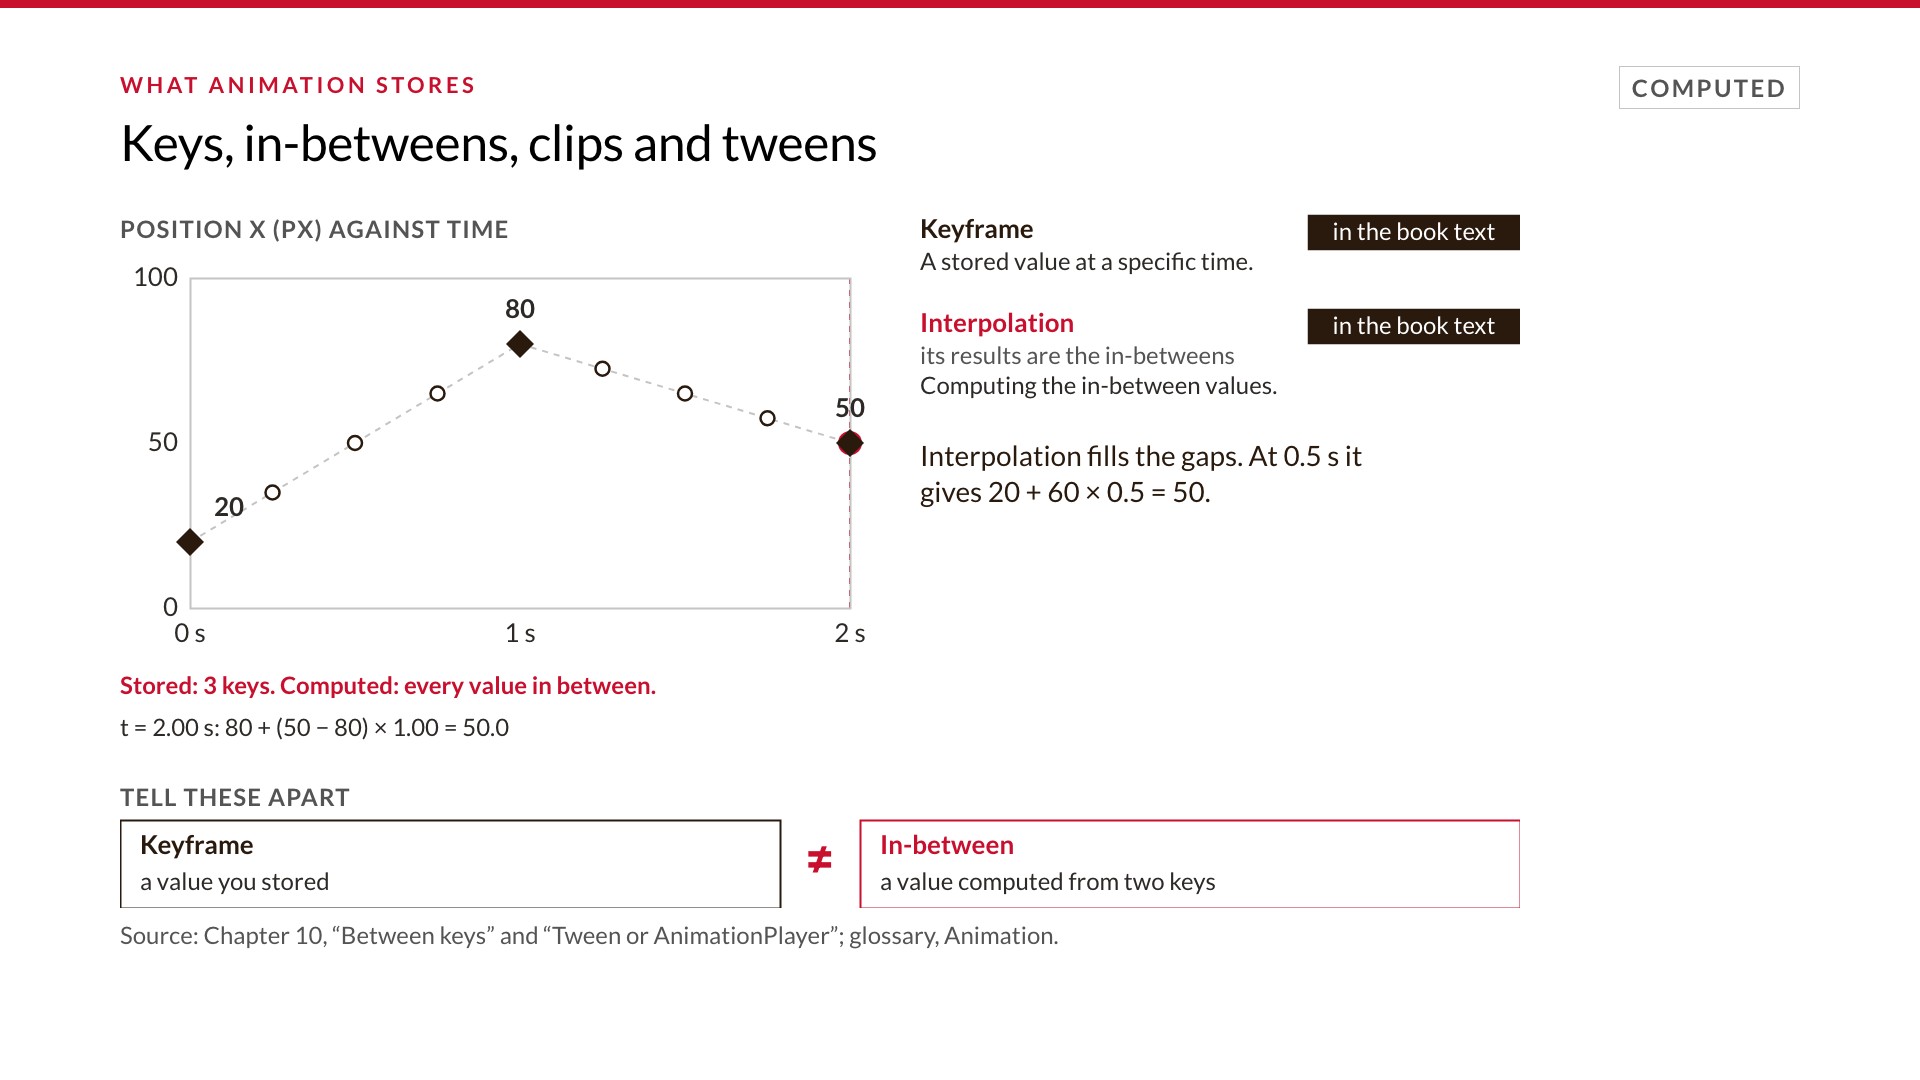 WHAT ANIMATION STORES
COMPUTED
Keys, in-betweens, clips and tweens
POSITION X (PX) AGAINST TIME
100
80
50
50
20
0
0 s
1 s
2 s
Stored: 3 keys. Computed: every value in between.
t = 2.00 s: 80 + (50 − 80) × 1.00 = 50.0
Keyframe
in the book text
A stored value at a specific time.
Interpolation
in the book text
its results are the in-betweens
Computing the in-between values.
Interpolation fills the gaps. At 0.5 s it
gives 20 + 60 × 0.5 = 50.
TELL THESE APART
Keyframe
a value you stored
≠
In-between
a value computed from two keys
Source: Chapter 10, “Between keys” and “Tween or AnimationPlayer”; glossary, Animation.